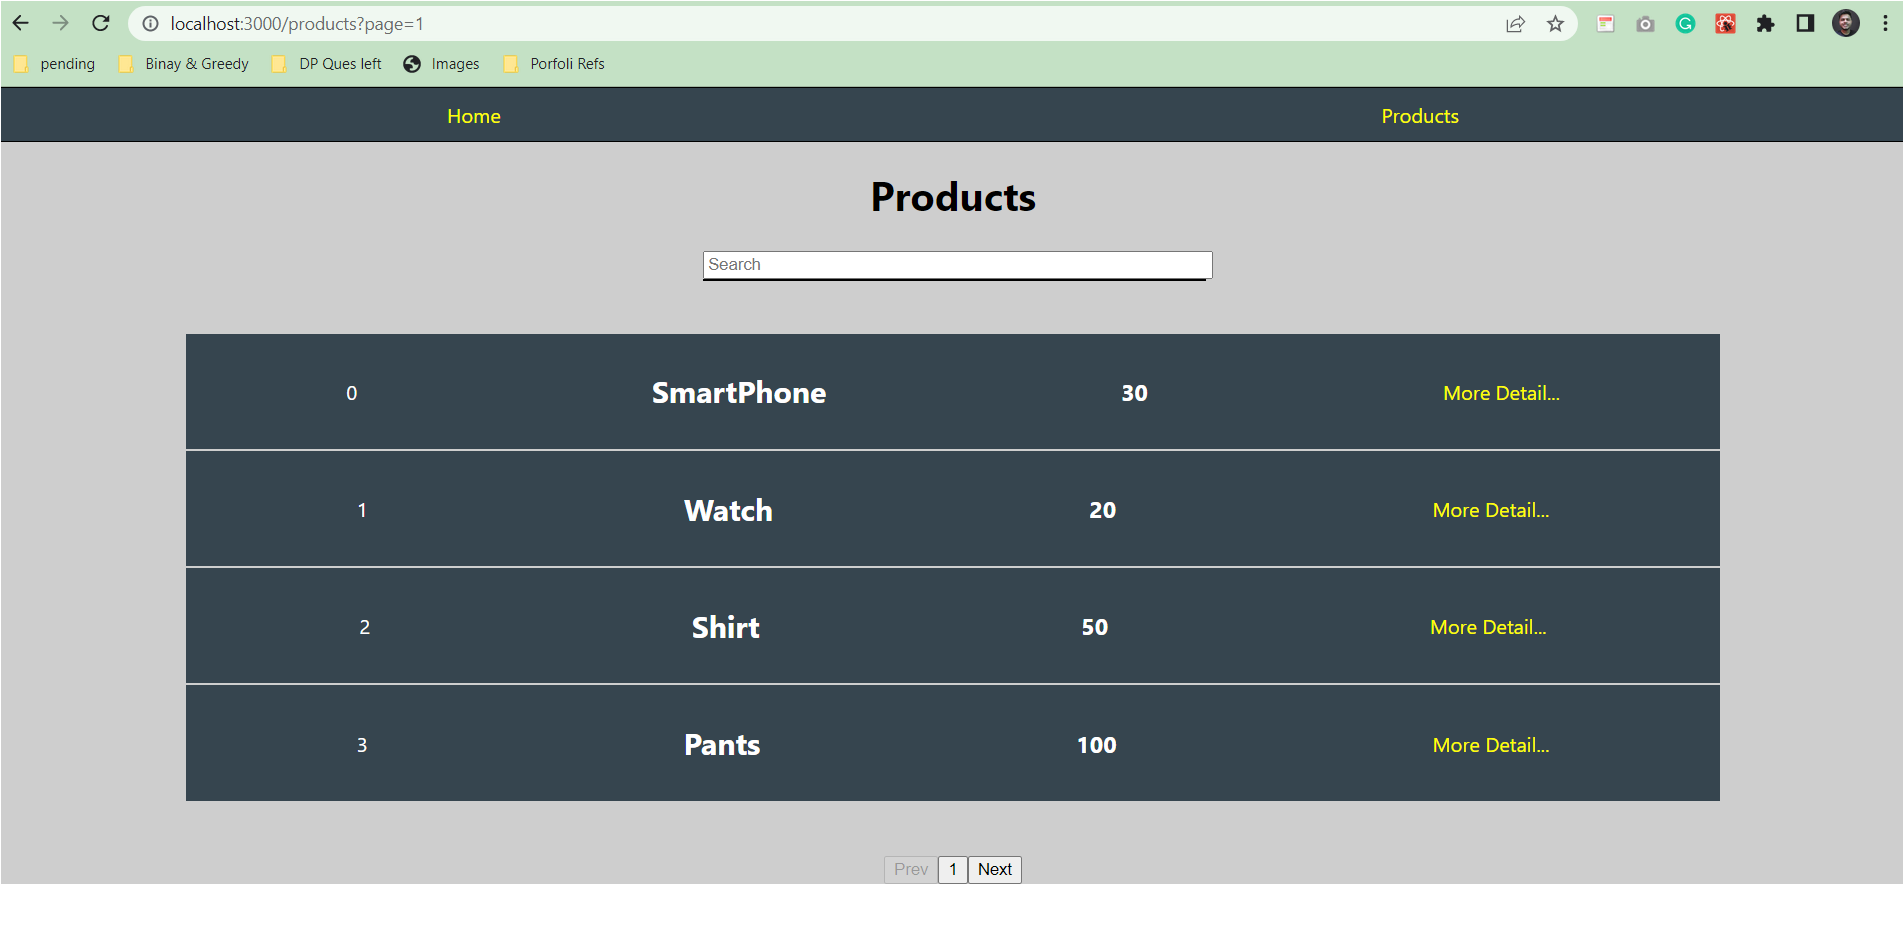 localhost:3000/products?page=1
pending Binay & Greedy DP Ques left Images Porfoli Refs
Home Products
Products
Search
0 SmartPhone 30 More Detail...
1 Watch 20 More Detail...
2 Shirt 50 More Detail...
3 Pants 100 More Detail...
Prev 1 Next